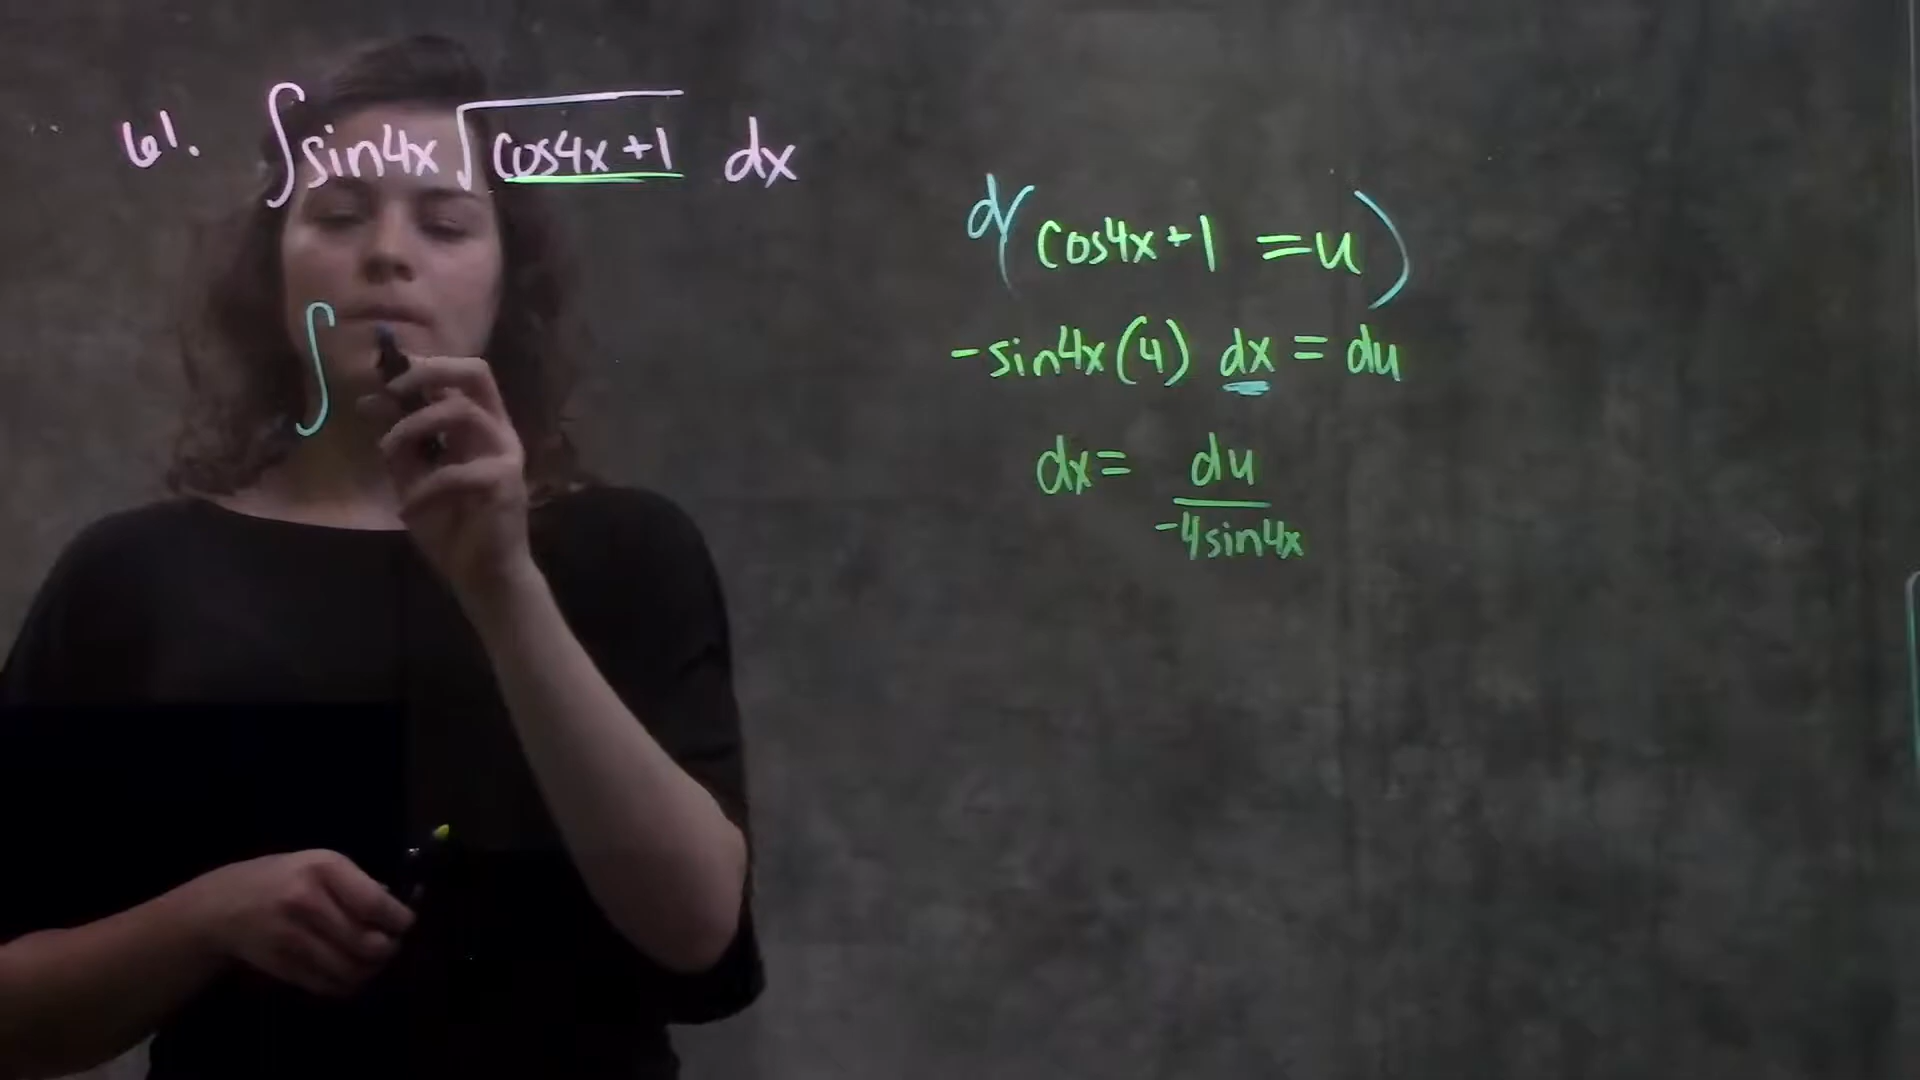 61. ∫sin4x√cos4x+1 dx
∫
d(cos4x+1 =u)
-sin4x(4) dx = du
dx= du
-4sin4x